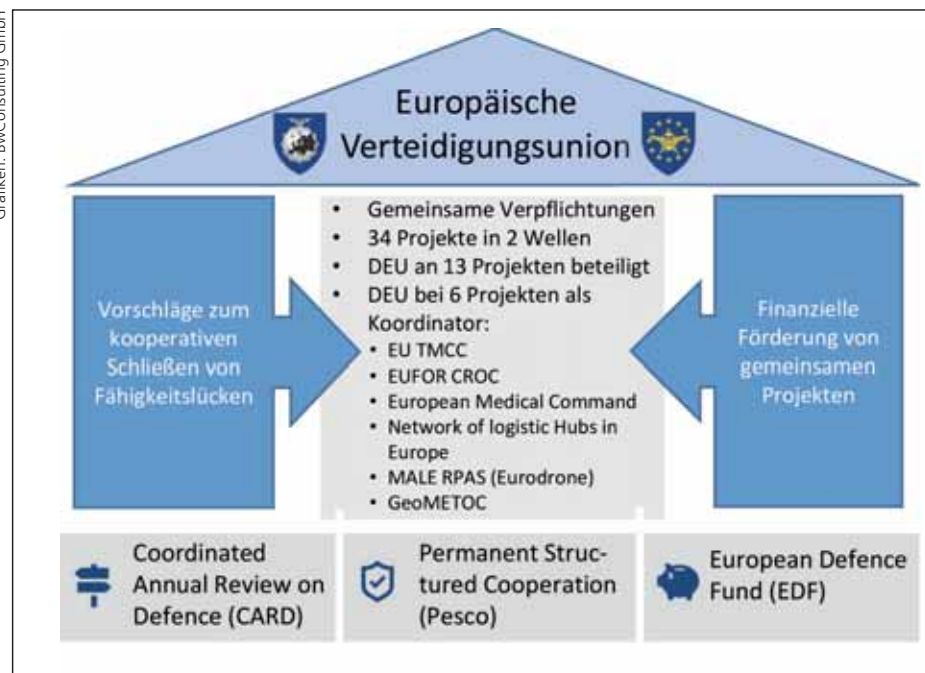 Grafiken: BwConsulting GmbH
Europäische
Verteidigungsunion
Vorschläge zum
kooperativen
Schließen von
Fähigkeitslücken
• Gemeinsame Verpflichtungen
• 34 Projekte in 2 Wellen
• DEU an 13 Projekten beteiligt
• DEU bei 6 Projekten als
Koordinator:
• EU TMCC
• EUFOR CROC
• European Medical Command
• Network of logistic Hubs in
Europe
• MALE RPAS (Eurodrone)
• GeoMETOC
Finanzielle
Förderung von
gemeinsamen
Projekten
Coordinated
Annual Review on
Defence (CARD)
Permanent Struc-
tured Cooperation
(Pesco)
European Defence
Fund (EDF)